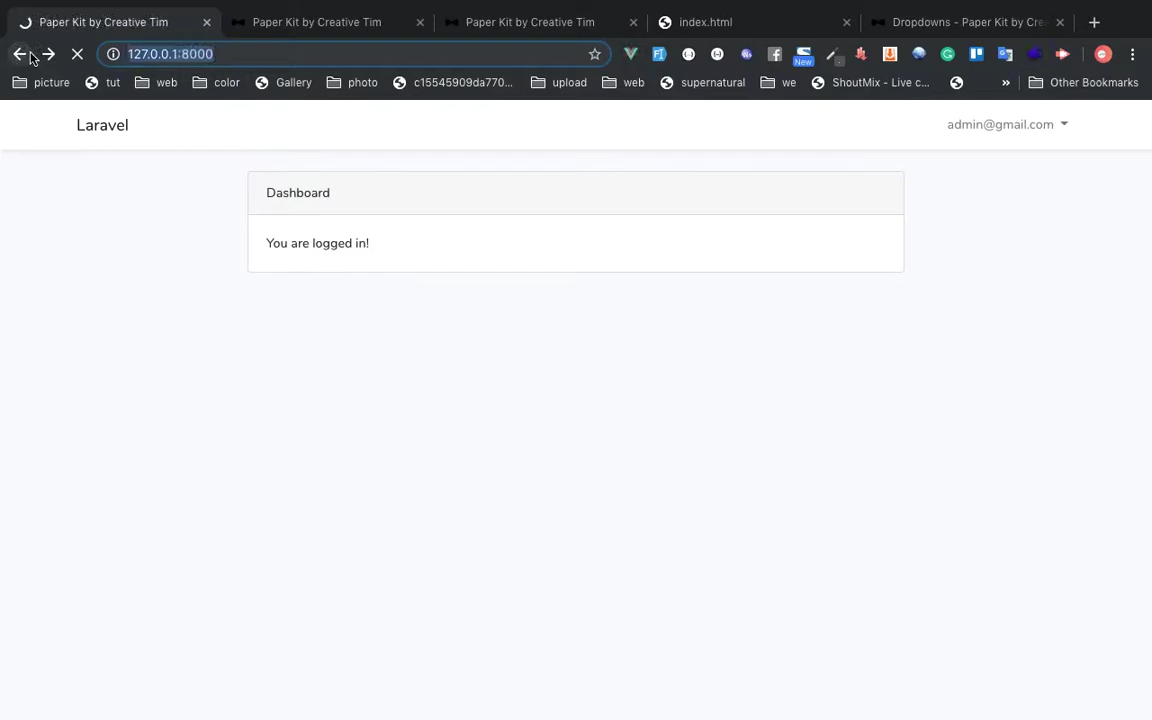 Paper Kit by Creative Tim
Paper Kit by Creative Tim
Paper Kit by Creative Tim
index.html
Dropdowns - Paper Kit by Cre
127.0.0.1:8000
New
picture
tut
web
color
Gallery
photo
c15545909da770...
upload
web
supernatural
we
ShoutMix - Live c...
»
Other Bookmarks
Laravel
admin@gmail.com
Dashboard
You are logged in!